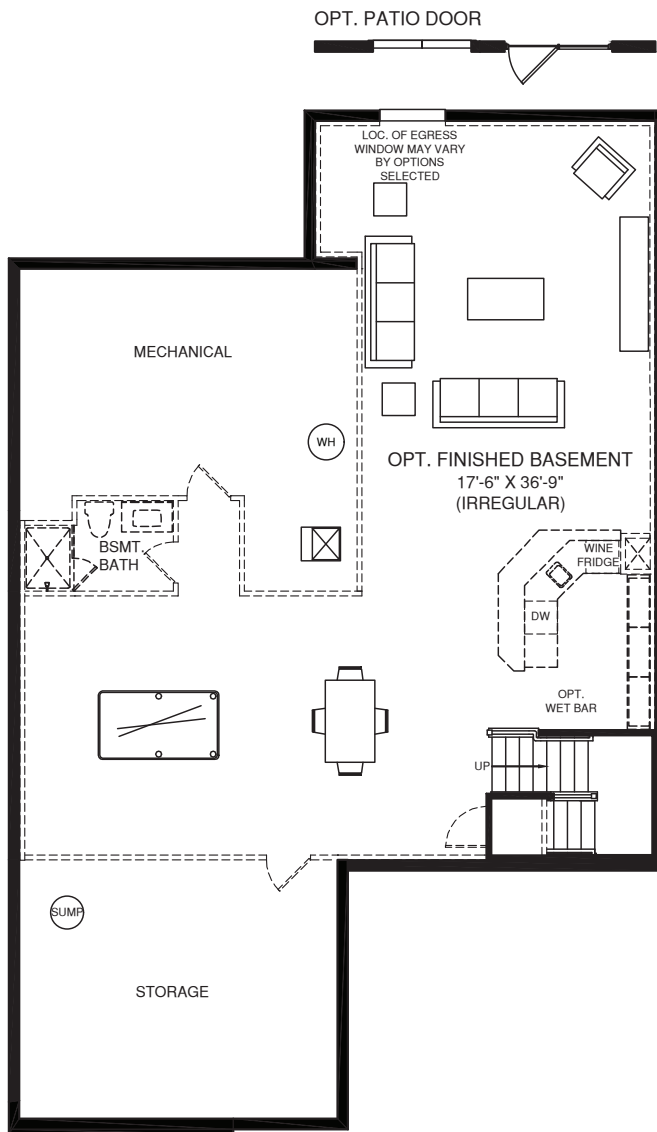 OPT. PATIO DOOR
LOC. OF EGRESS
WINDOW MAY VARY
BY OPTIONS
SELECTED
MECHANICAL
WH
OPT. FINISHED BASEMENT
17'-6" X 36'-9"
(IRREGULAR)
BSMT.
BATH
WINE
FRIDGE
DW
OPT.
WET BAR
UP
SUMP
STORAGE